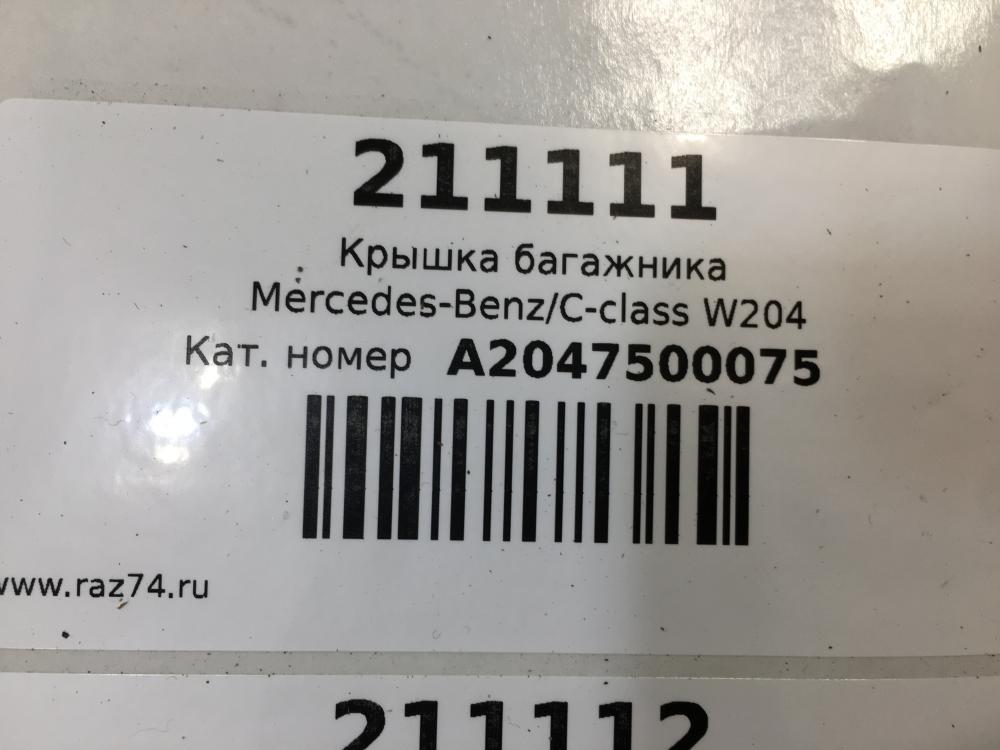 211111
Крышка багажника
Mercedes-Benz/C-class W204
Кат. номер A2047500075
www.raz74.ru
211112